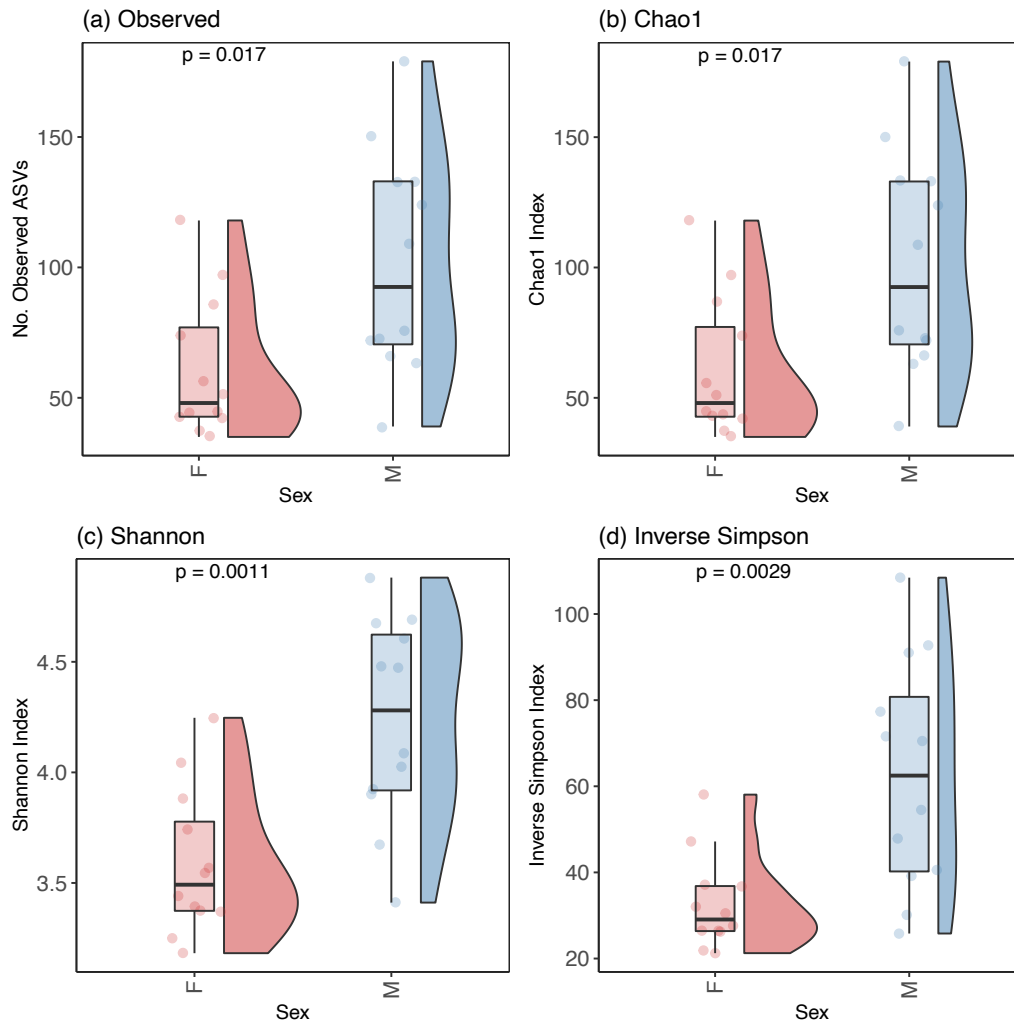 (a) Observed
p = 0.017
No. Observed ASVs
150
100
50
F
M
Sex
(b) Chao1
p = 0.017
Chao1 Index
150
100
50
F
M
Sex
(c) Shannon
p = 0.0011
Shannon Index
4.5
4.0
3.5
F
M
Sex
(d) Inverse Simpson
p = 0.0029
Inverse Simpson Index
100
80
60
40
20
F
M
Sex